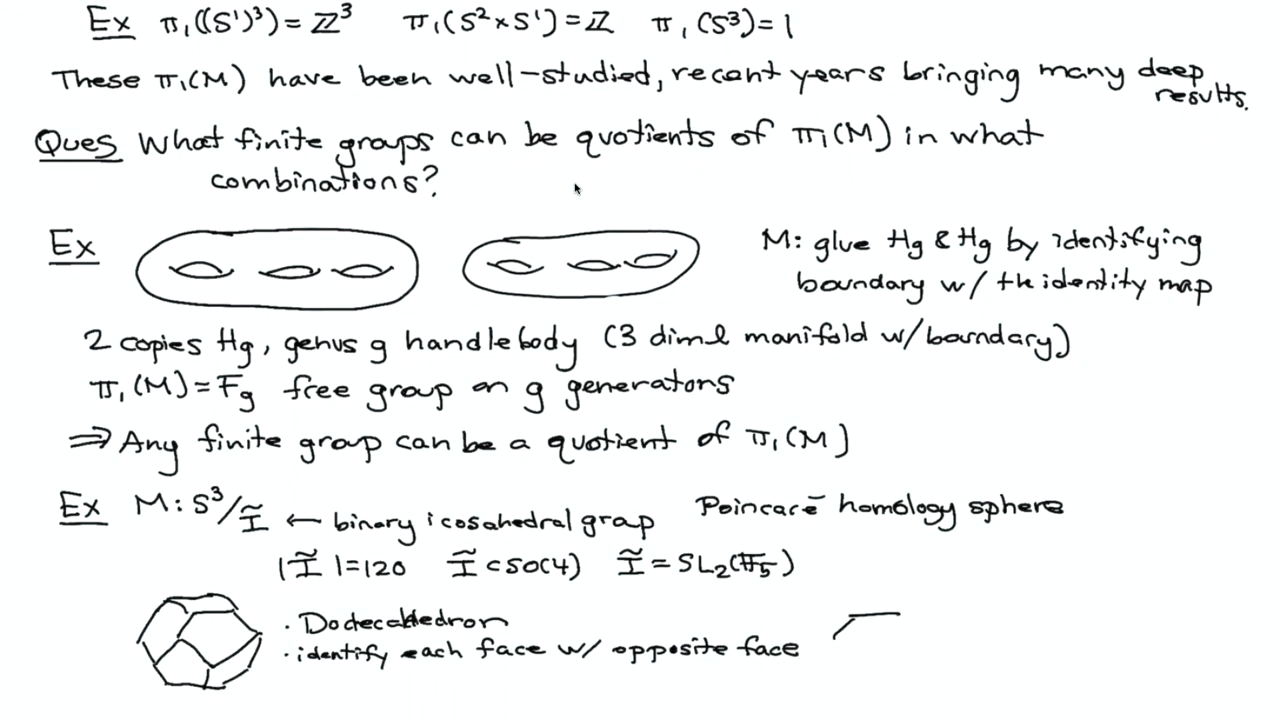 Ex π₁((S¹)³) = ℤ³ π₁(S²×S¹) = ℤ π₁(S³) = 1
These π₁(M) have been well-studied, recent years bringing many deep
results.
Ques What finite groups can be quotients of π₁(M) in what
combinations?
Ex
M: glue Hg & Hg by identifying
boundary w/ th identity map
2 copies Hg, genus g handlebody (3 dim'l manifold w/ boundary)
π₁(M) = Fg free group on g generators
⇒ Any finite group can be a quotient of π₁(M)
Ex M: S³/Ĩ ← binary icosahedral group Poincaré homology sphere
|Ĩ| = 120 Ĩ ⊂ SO(4) Ĩ = SL₂(𝔽₅)
· Dodecahedron
· identify each face w/ opposite face